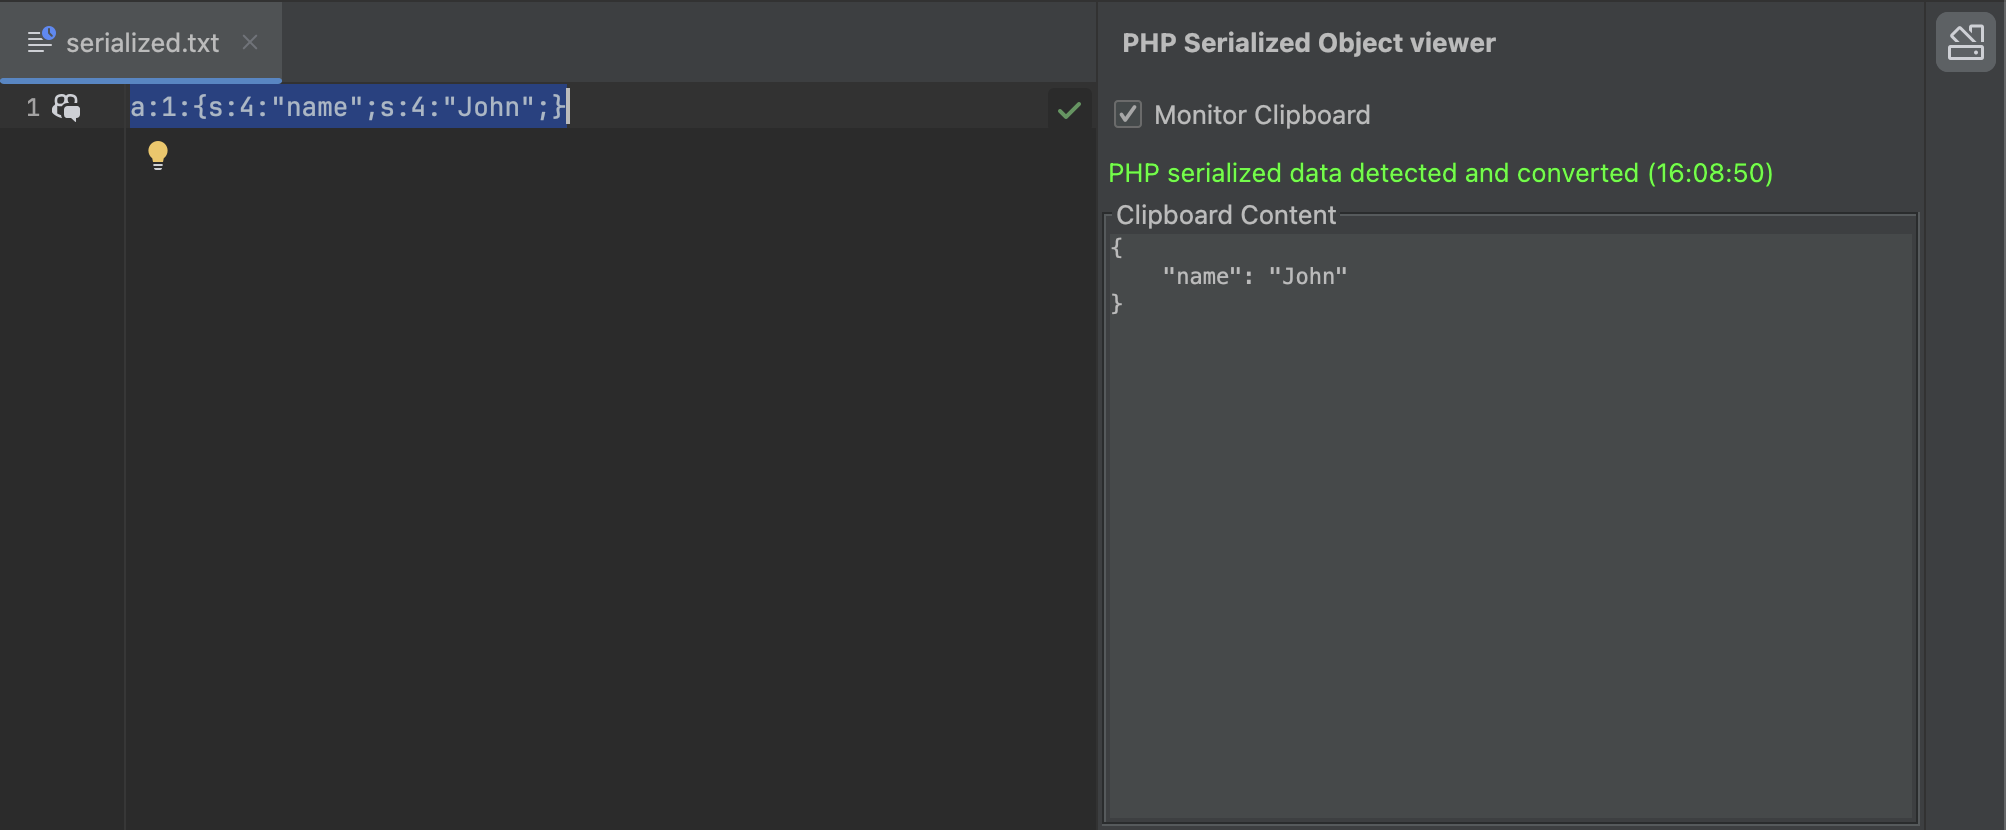 serialized.txt
1 a:1:{s:4:"name";s:4:"John";}
PHP Serialized Object viewer
Monitor Clipboard
PHP serialized data detected and converted (16:08:50)
Clipboard Content
{
    "name": "John"
}